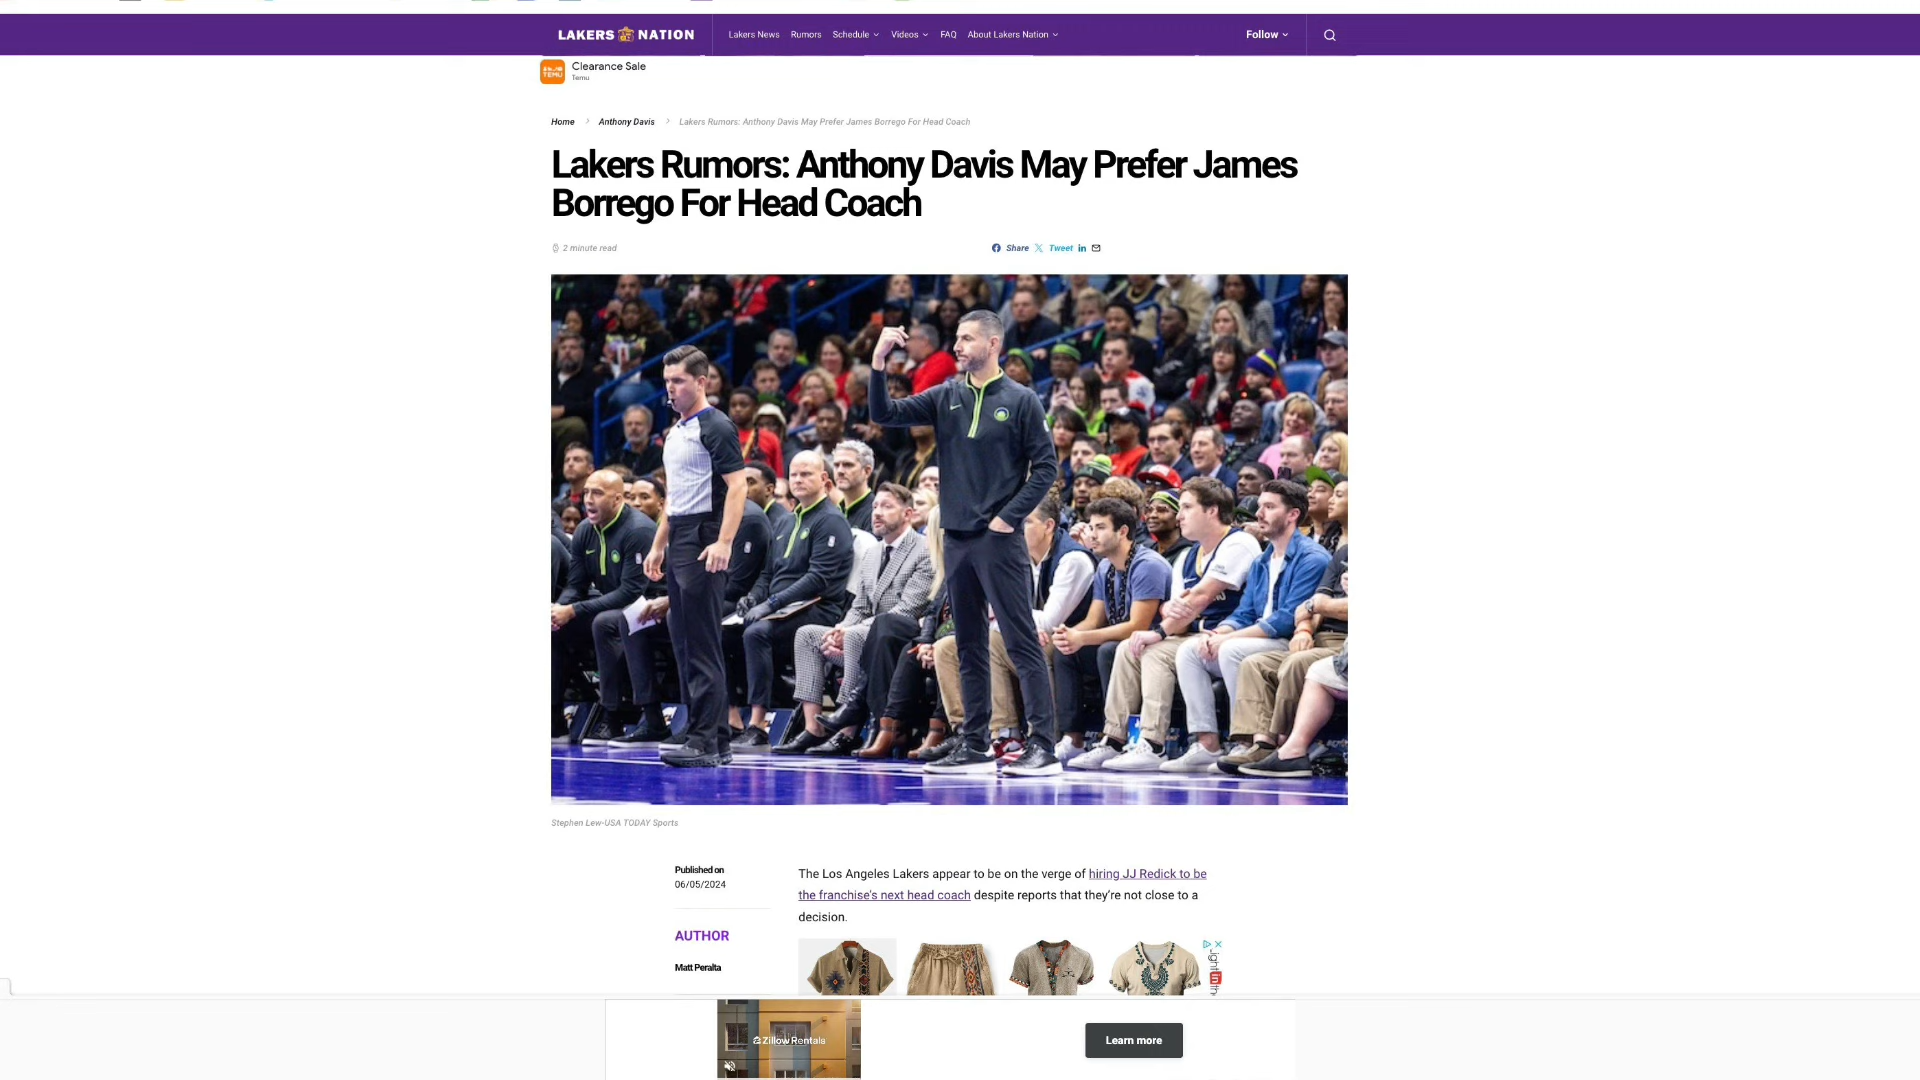 LAKERS NATION
Lakers News Rumors Schedule Videos FAQ About Lakers Nation Follow
Clearance Sale
TEMU
Temu
Home Anthony Davis Lakers Rumors: Anthony Davis May Prefer James Borrego For Head Coach
Lakers Rumors: Anthony Davis May Prefer James
Borrego For Head Coach
2 minute read
Share Tweet in
Stephen Lew-USA TODAY Sports
Published on
06/05/2024
AUTHOR
Matt Peralta
The Los Angeles Lakers appear to be on the verge of hiring JJ Redick to be
the franchise's next head coach despite reports that they're not close to a
decision.
Zillow Rentals
Learn more